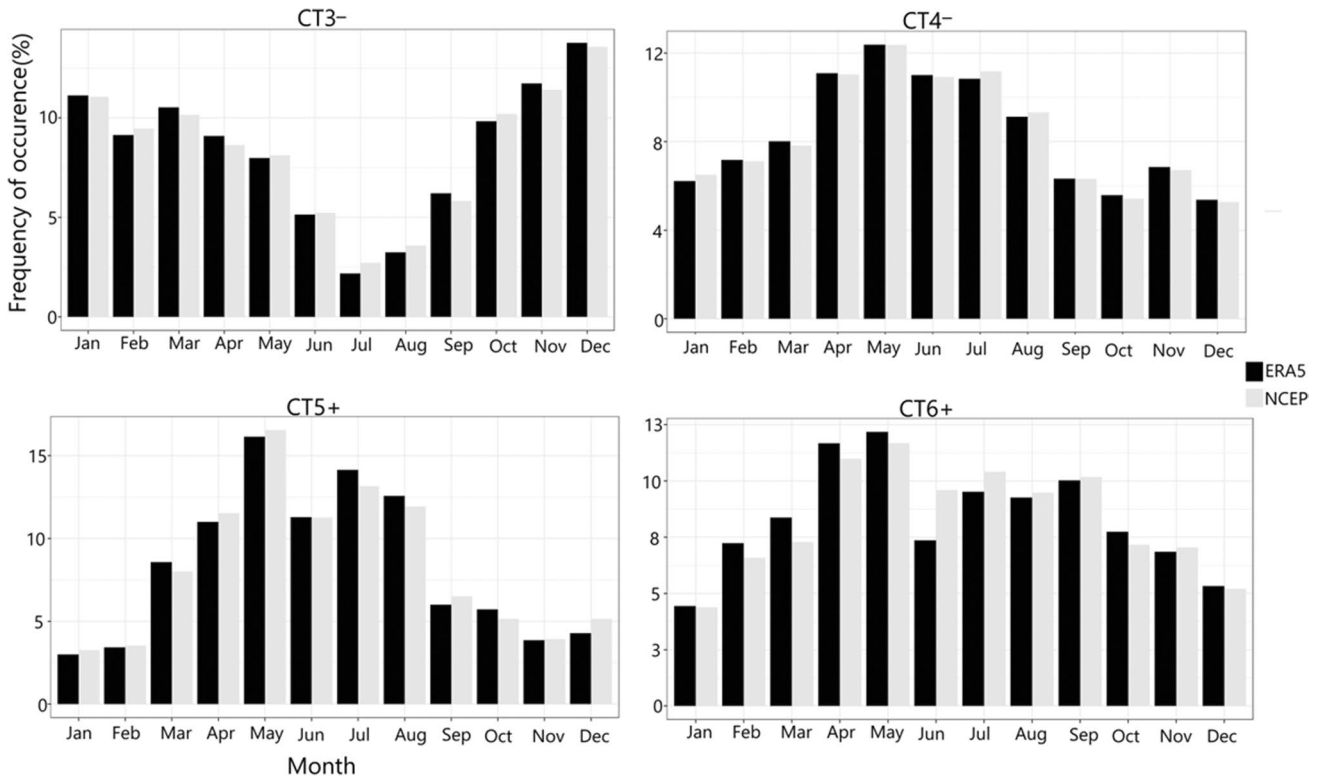 CT3–
CT4–
Frequency of occurence(%)
10
5
0
Jan Feb Mar Apr May Jun Jul Aug Sep Oct Nov Dec
12
8
4
0
Jan Feb Mar Apr May Jun Jul Aug Sep Oct Nov Dec
ERA5
NCEP
CT5+
CT6+
15
10
5
0
Jan Feb Mar Apr May Jun Jul Aug Sep Oct Nov Dec
13
10
8
5
3
0
Jan Feb Mar Apr May Jun Jul Aug Sep Oct Nov Dec
Month